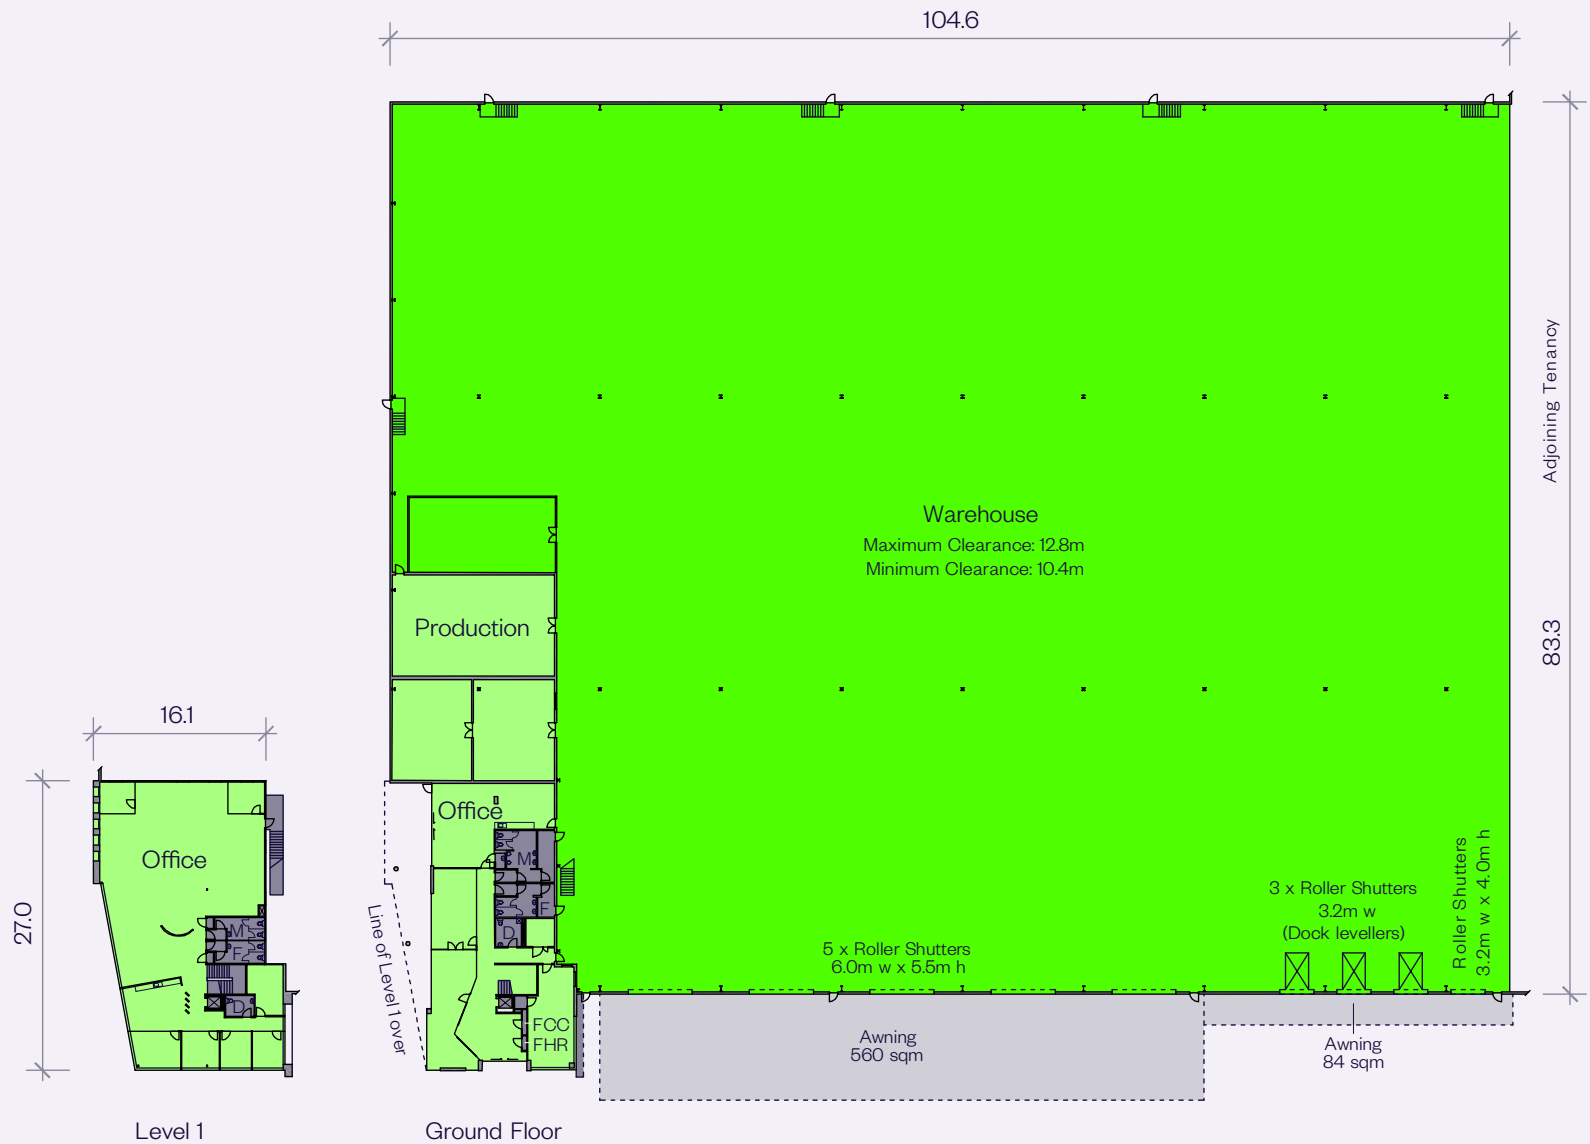 104.6
Adjoining Tenancy
83.3
Warehouse
Maximum Clearance: 12.8m
Minimum Clearance: 10.4m
Production
16.1
27.0
Office
M
F
D
Office
M
F
D
Line of Level 1 over
FCC
FHR
5 x Roller Shutters
6.0m w x 5.5m h
3 x Roller Shutters
3.2m w
(Dock levellers)
Roller Shutters
3.2m w x 4.0m h
Awning
560 sqm
Awning
84 sqm
Level 1
Ground Floor